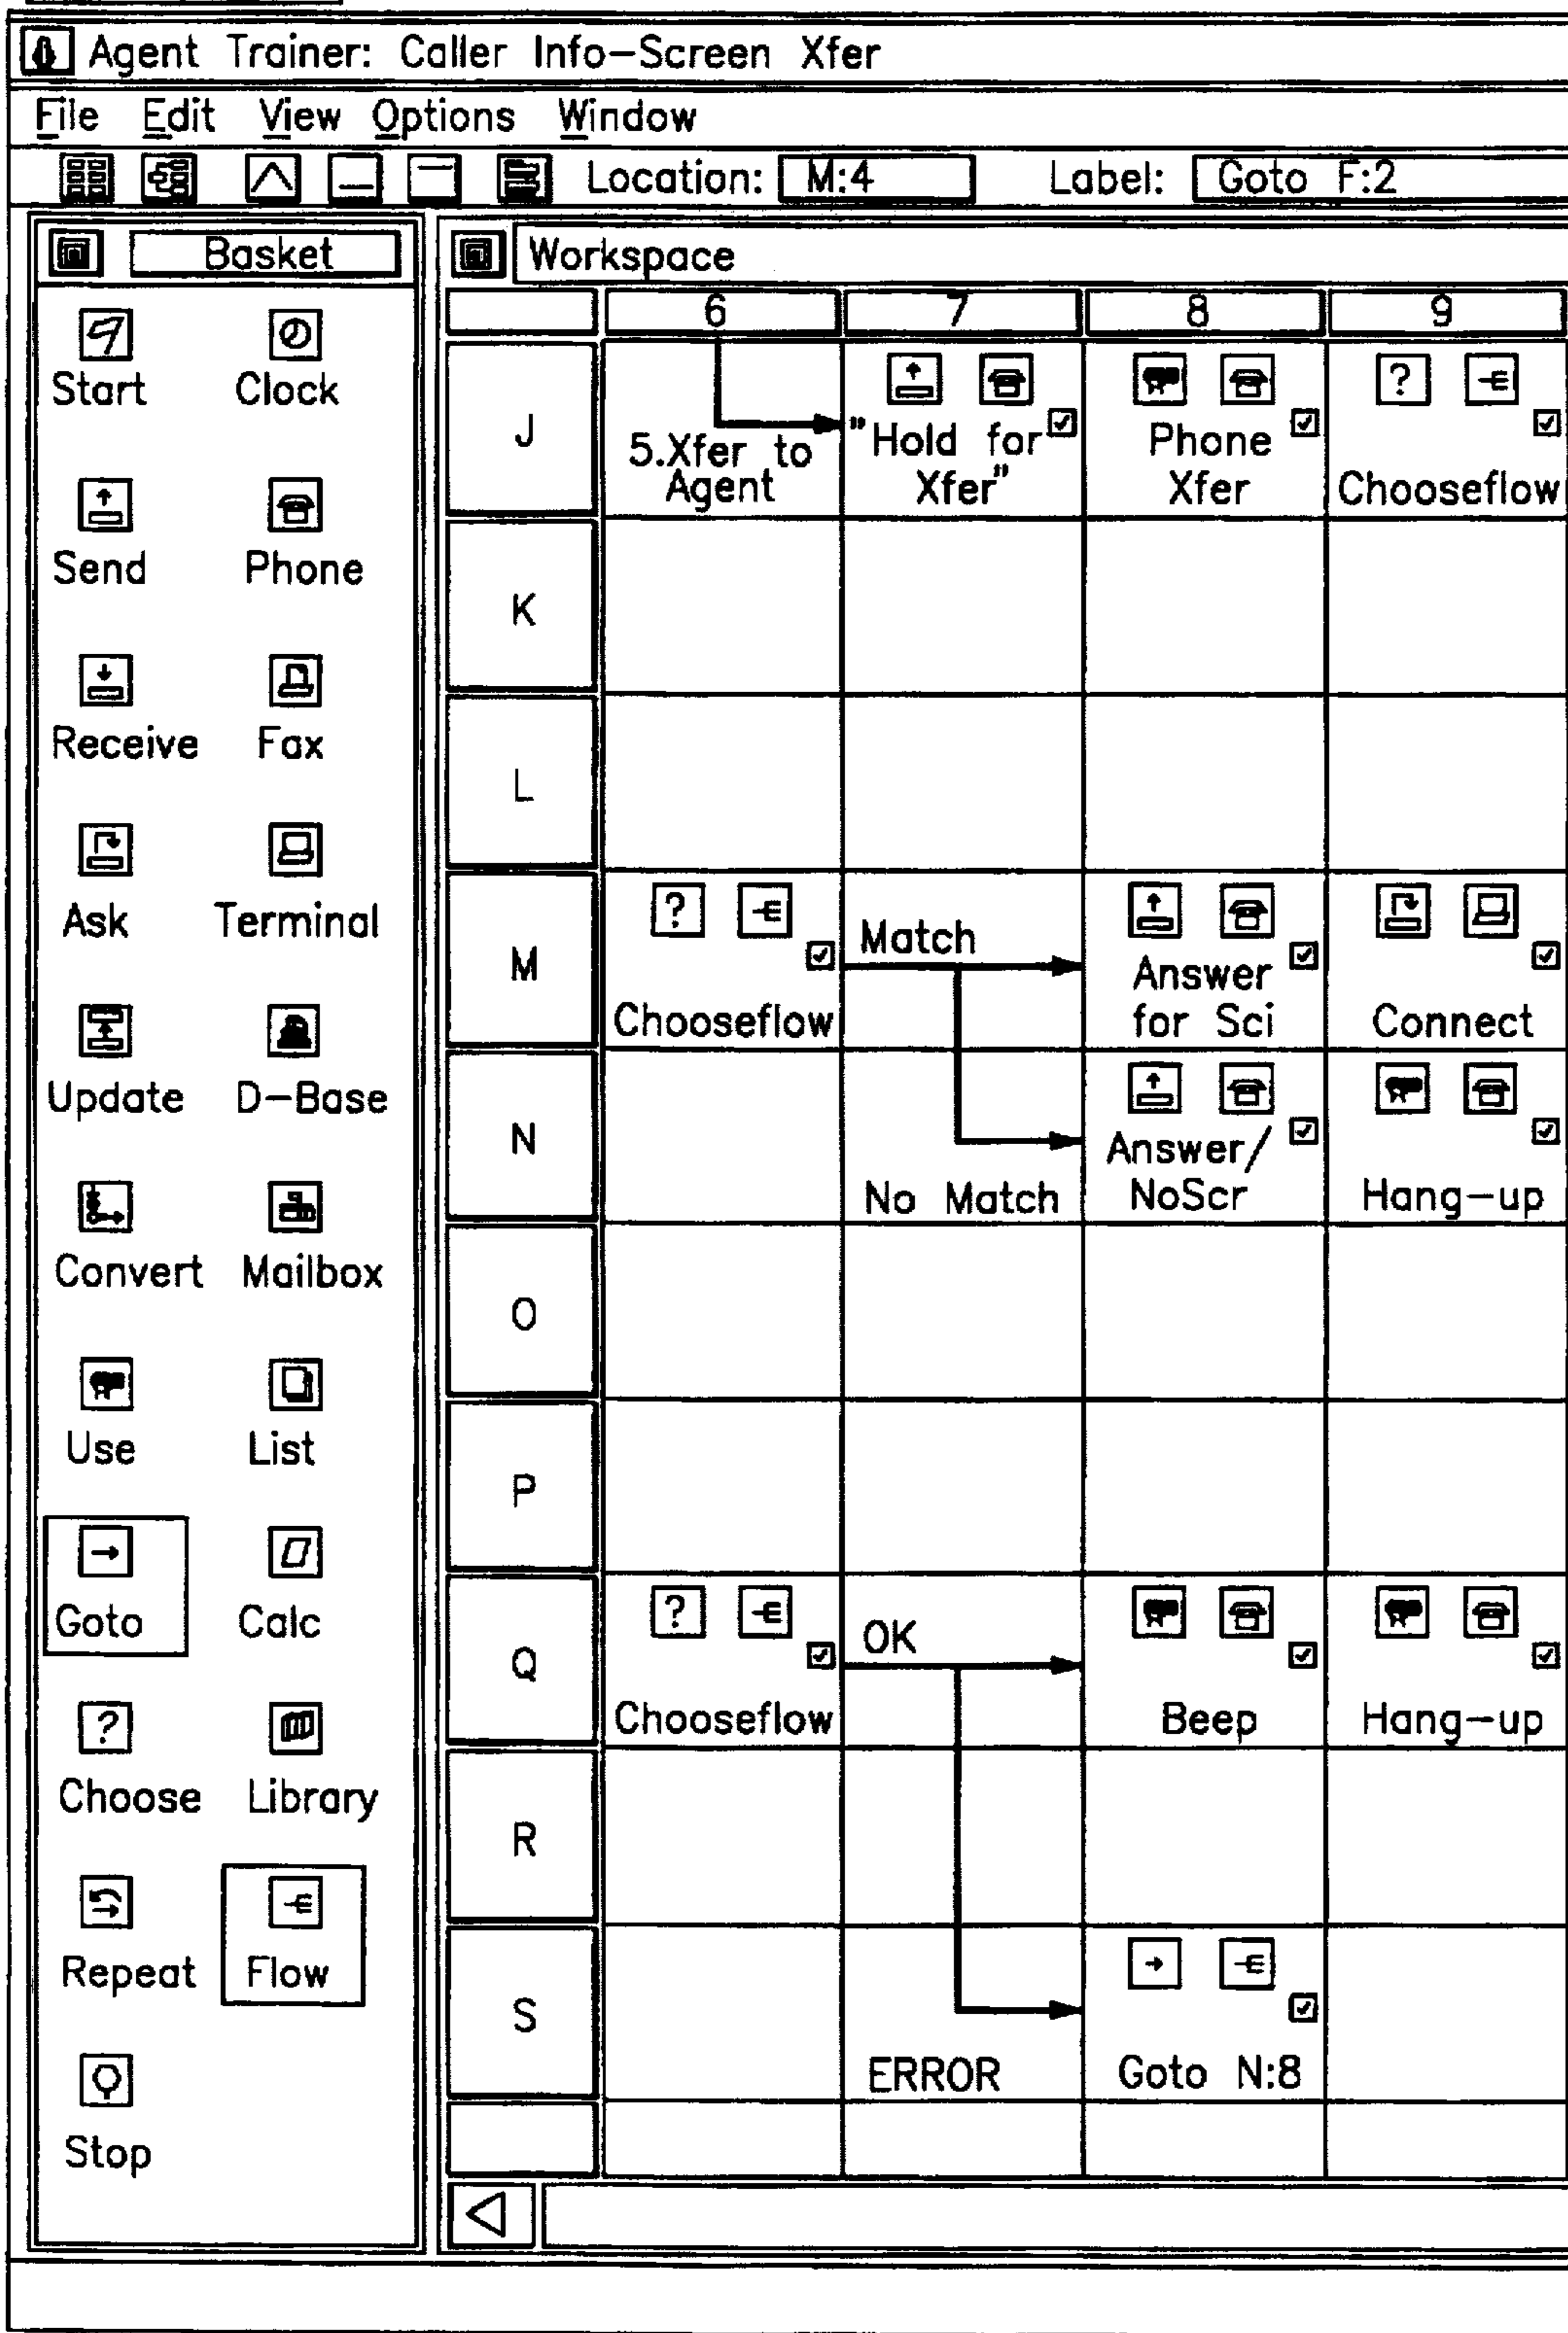 Agent Trainer: Caller Info-Screen Xfer
File Edit View Options Window
Location: M:4 Label: Goto F:2
Basket
Start Clock
Send Phone
Receive Fax
Ask Terminal
Update D-Base
Convert Mailbox
Use List
Goto Calc
Choose Library
Repeat Flow
Stop
Workspace
6 7 8 9
J
5.Xfer to
Agent
"Hold for
Xfer"
Phone
Xfer
?
Chooseflow
K
L
M
?
Chooseflow
Match
Answer
for Sci
Connect
N
No Match
Answer/
NoScr
Hang-up
O
P
Q
?
Chooseflow
OK
Beep
Hang-up
R
S
ERROR
Goto N:8